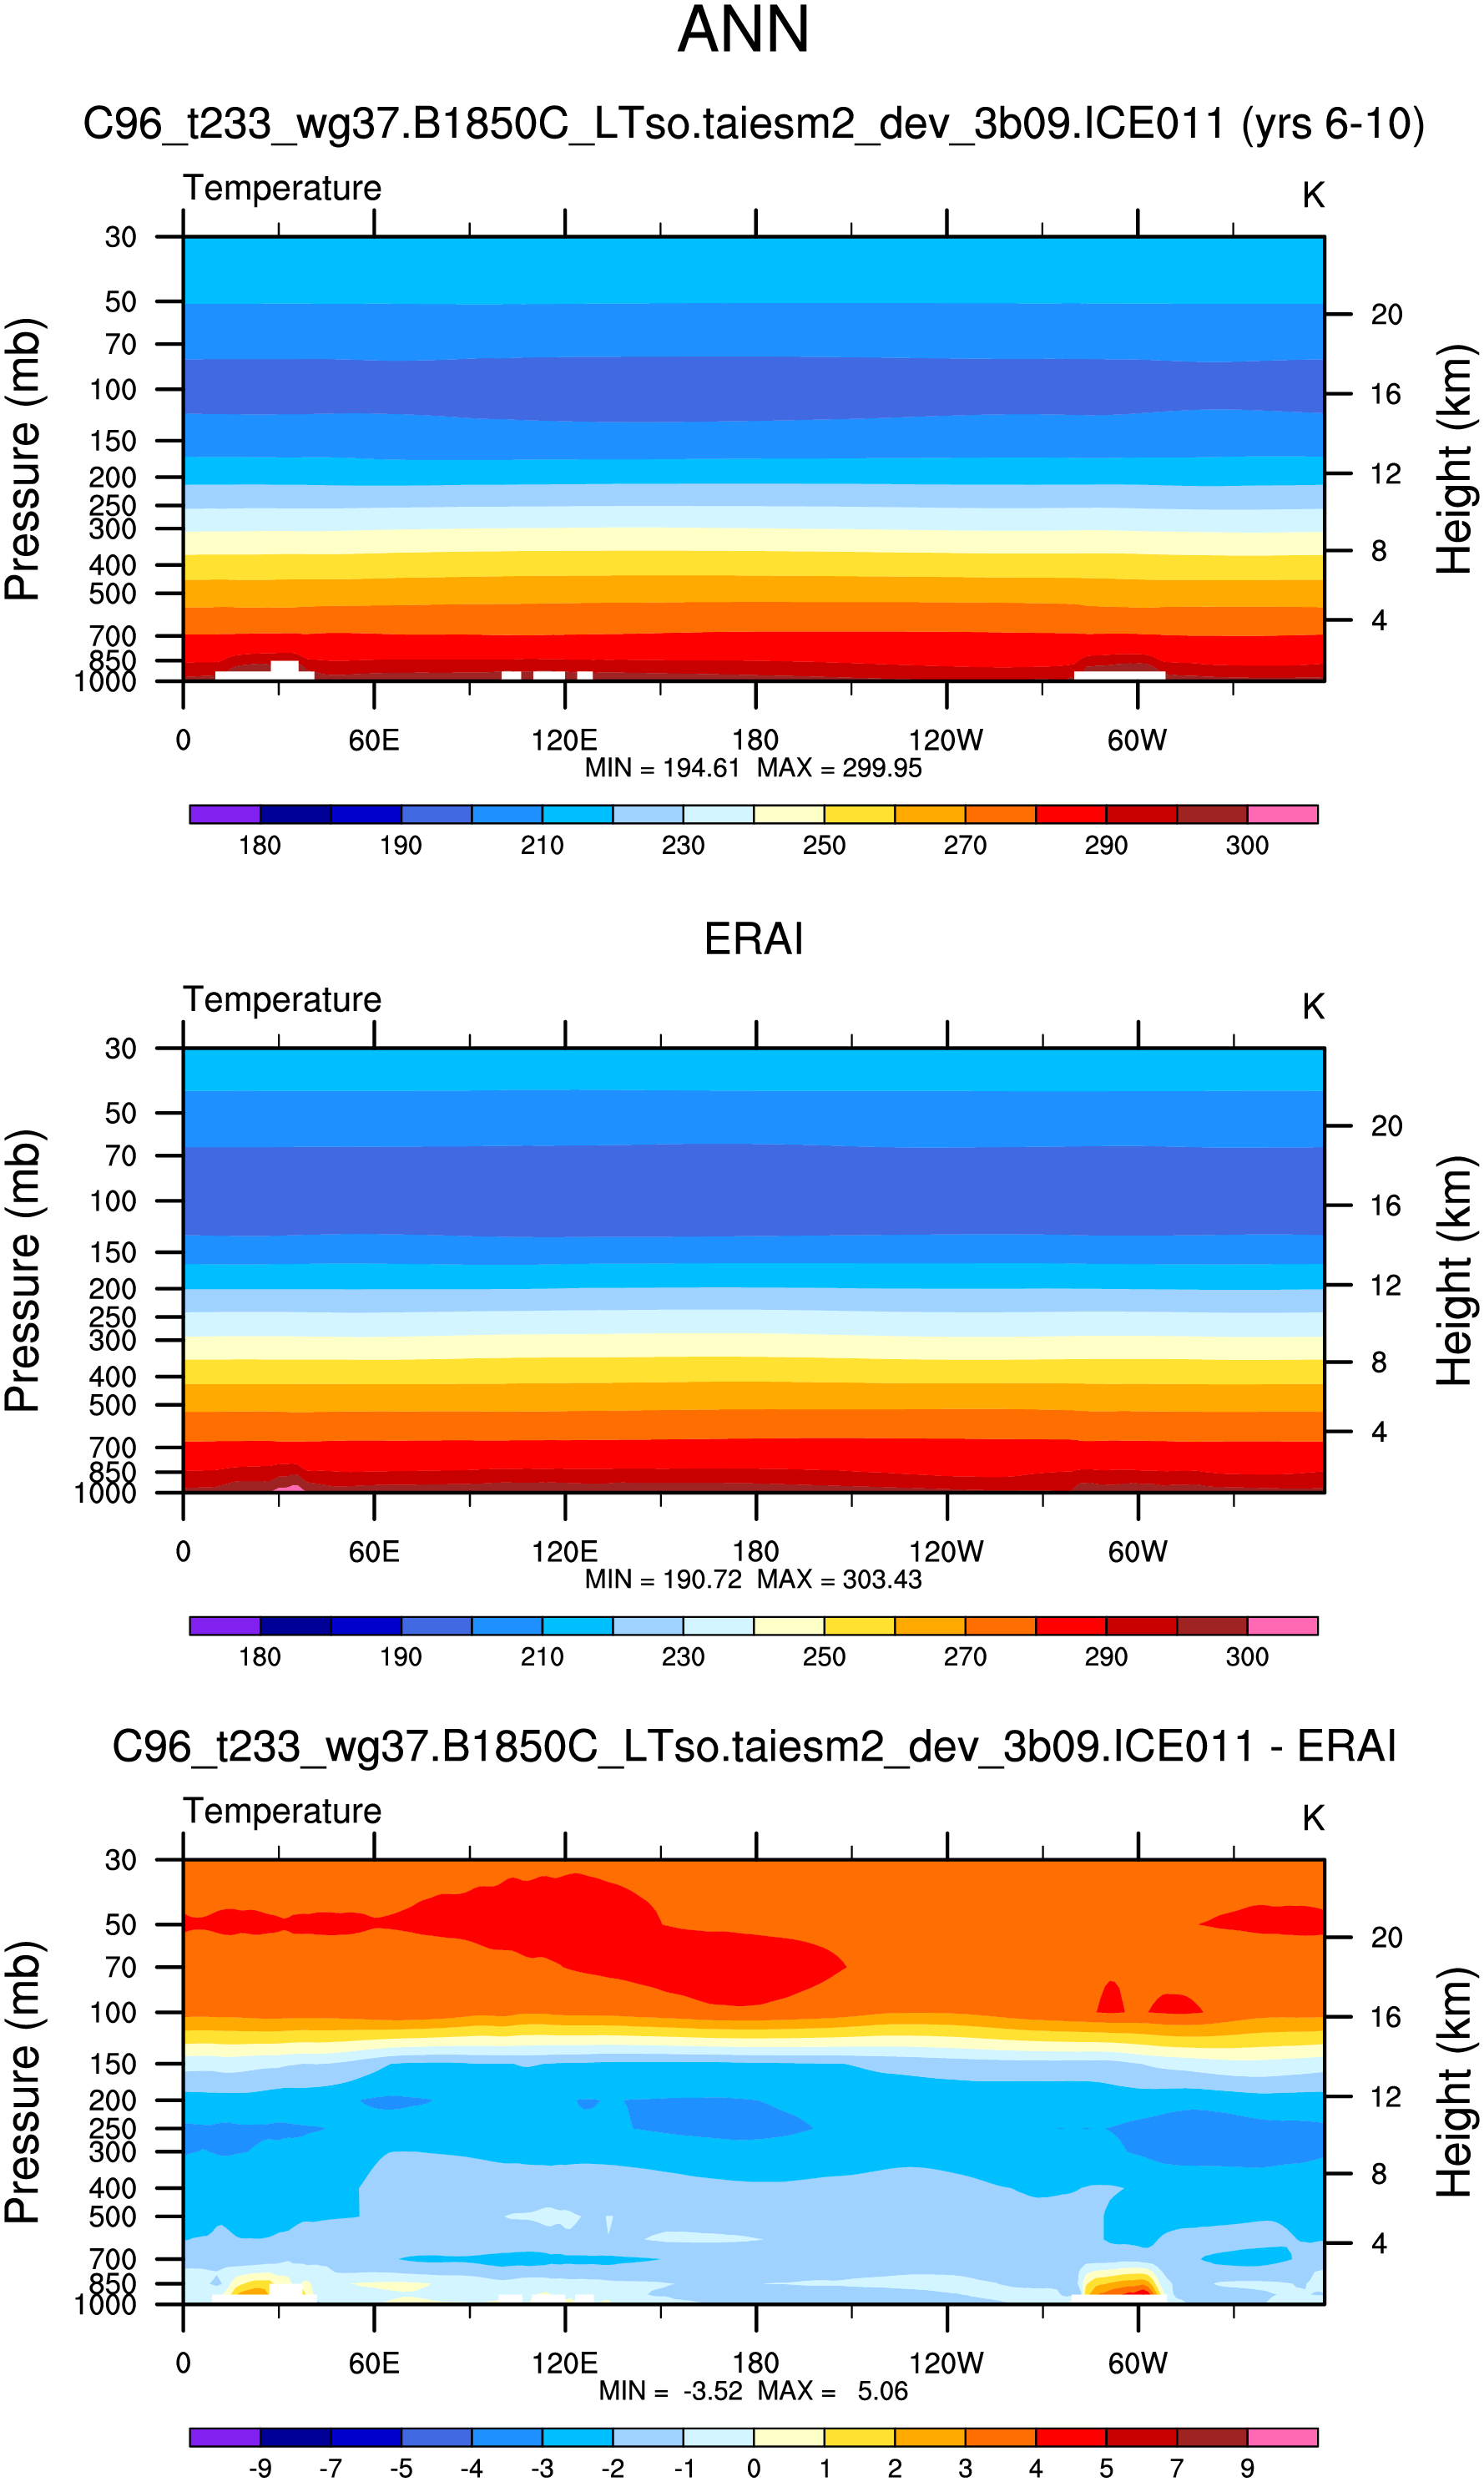 ANN
C96_t233_wg37.B1850C_LTso.taiesm2_dev_3b09.ICE011 (yrs 6-10)
Temperature K
Pressure (mb)
30
50
70
100
150
200
250
300
400
500
700
850
1000
20
16
12
8
4
Height (km)
0 60E 120E 180 120W 60W
MIN = 194.61 MAX = 299.95
180 190 210 230 250 270 290 300
ERAI
Temperature K
Pressure (mb)
30
50
70
100
150
200
250
300
400
500
700
850
1000
20
16
12
8
4
Height (km)
0 60E 120E 180 120W 60W
MIN = 190.72 MAX = 303.43
180 190 210 230 250 270 290 300
C96_t233_wg37.B1850C_LTso.taiesm2_dev_3b09.ICE011 - ERAI
Temperature K
Pressure (mb)
30
50
70
100
150
200
250
300
400
500
700
850
1000
20
16
12
8
4
Height (km)
0 60E 120E 180 120W 60W
MIN = -3.52 MAX = 5.06
-9 -7 -5 -4 -3 -2 -1 0 1 2 3 4 5 7 9